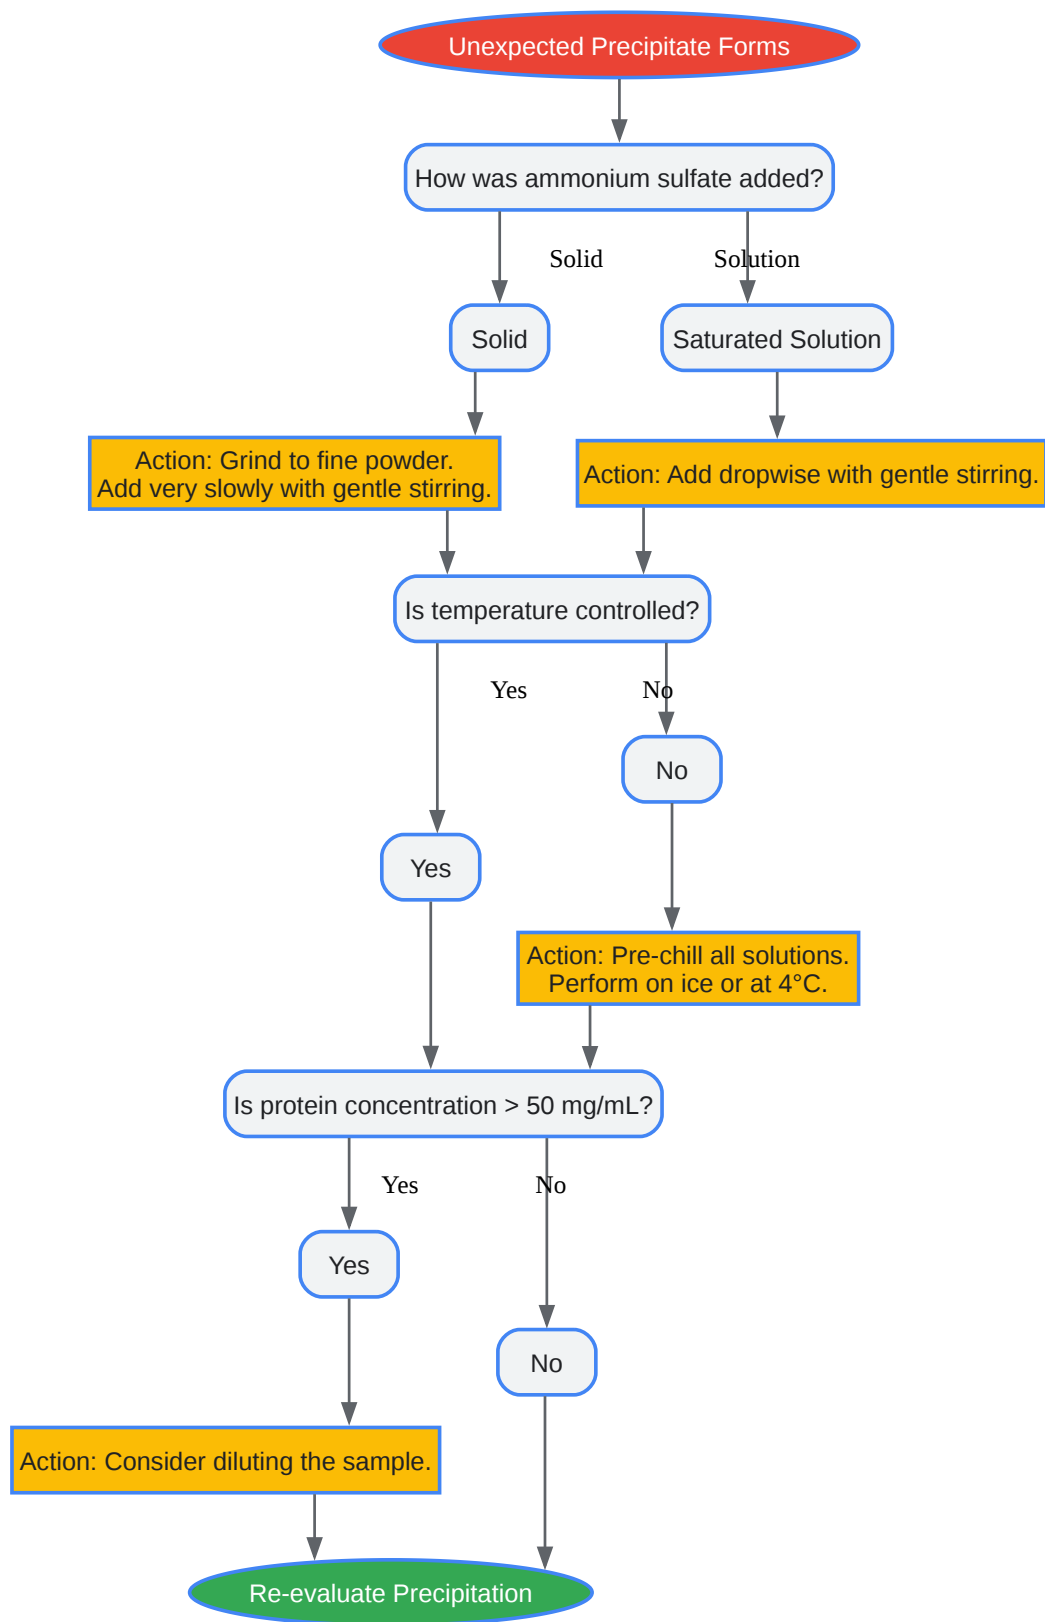 Unexpected Precipitate Forms
How was ammonium sulfate added?
Solid
Solution
Solid
Saturated Solution
Action: Grind to fine powder.
Add very slowly with gentle stirring.
Action: Add dropwise with gentle stirring.
Is temperature controlled?
Yes
No
No
Yes
Action: Pre-chill all solutions.
Perform on ice or at 4°C.
Is protein concentration > 50 mg/mL?
Yes
No
Yes
No
Action: Consider diluting the sample.
Re-evaluate Precipitation